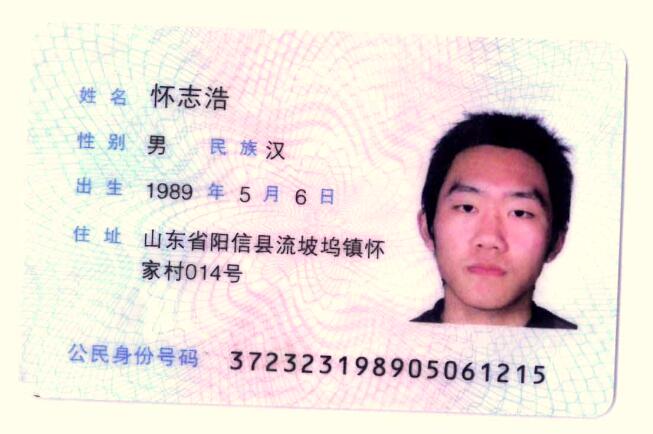 姓名 怀志浩
性别 男 民族 汉
出生 1989 年 5 月 6 日
住址 山东省阳信县流坡坞镇怀
家村014号
公民身份号码 372323198905061215